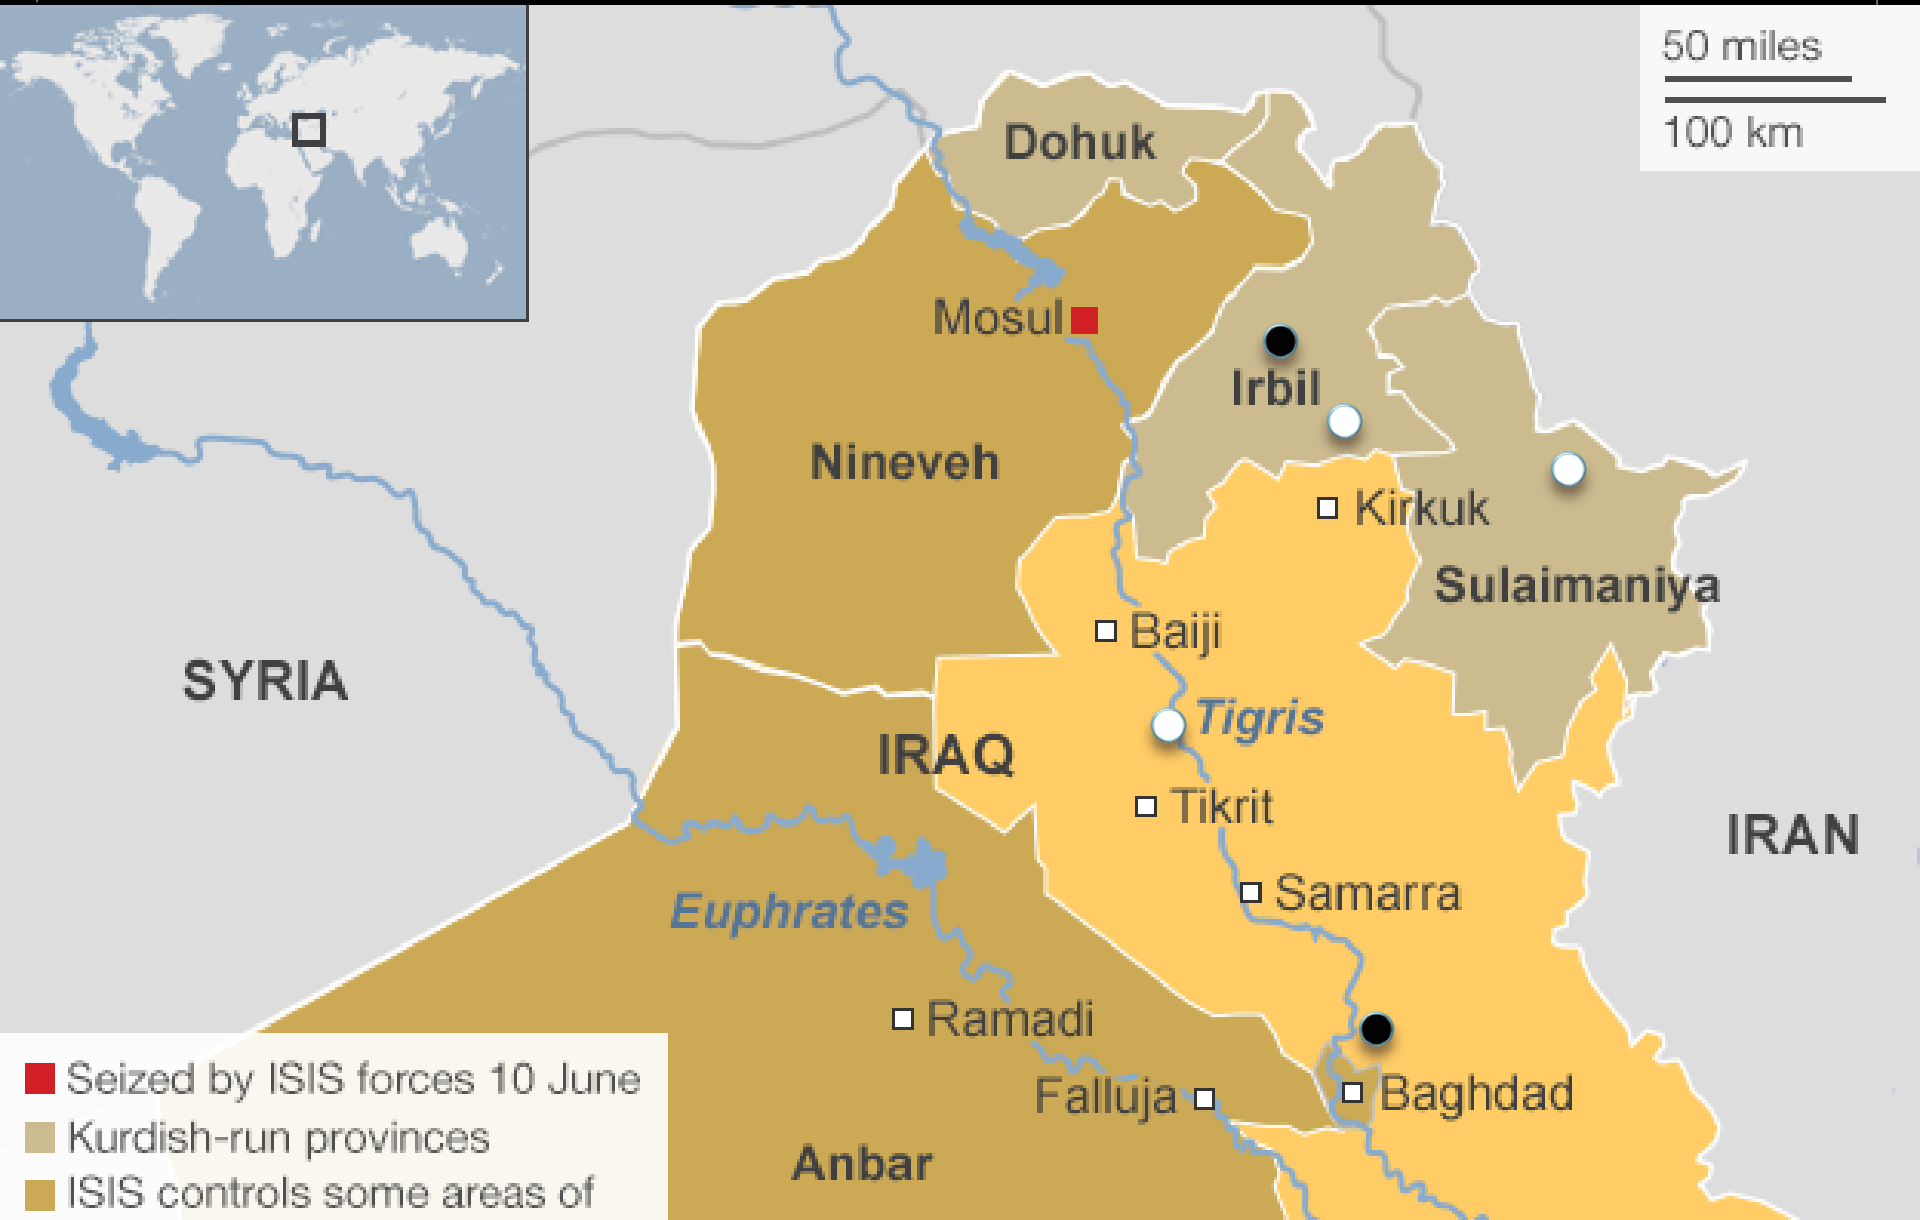 50 miles
100 km
Dohuk
Mosul
Irbil
Nineveh
Kirkuk
Sulaimaniya
Baiji
SYRIA
Tigris
IRAQ
Tikrit
IRAN
Samarra
Euphrates
Ramadi
Falluja
Baghdad
Anbar
Seized by ISIS forces 10 June
Kurdish-run provinces
ISIS controls some areas of